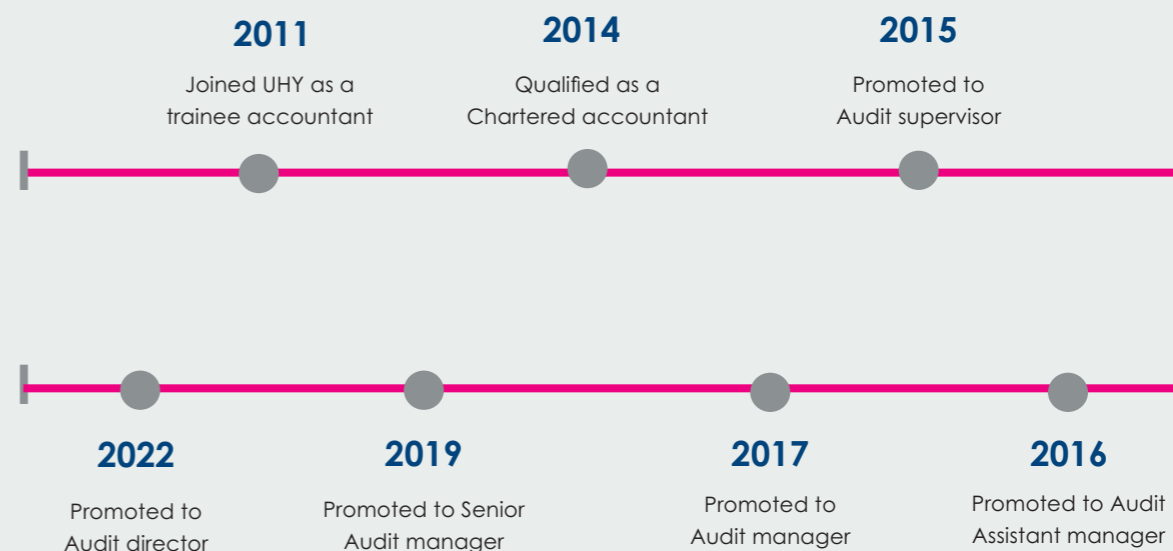 2011
Joined UHY as a
trainee accountant
2014
Qualified as a
Chartered accountant
2015
Promoted to
Audit supervisor
2022
Promoted to
Audit director
2019
Promoted to Senior
Audit manager
2017
Promoted to
Audit manager
2016
Promoted to Audit
Assistant manager